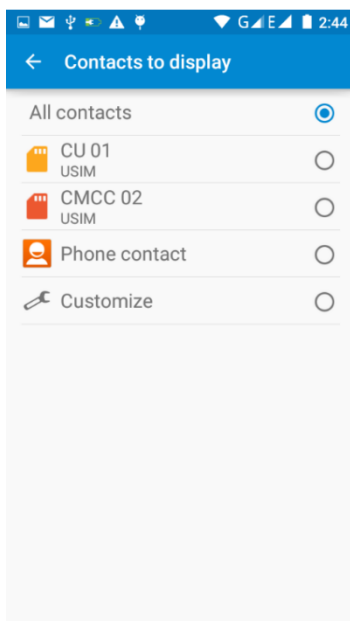 G E 2:44
Contacts to display
All contacts
CU 01
USIM
CMCC 02
USIM
Phone contact
Customize